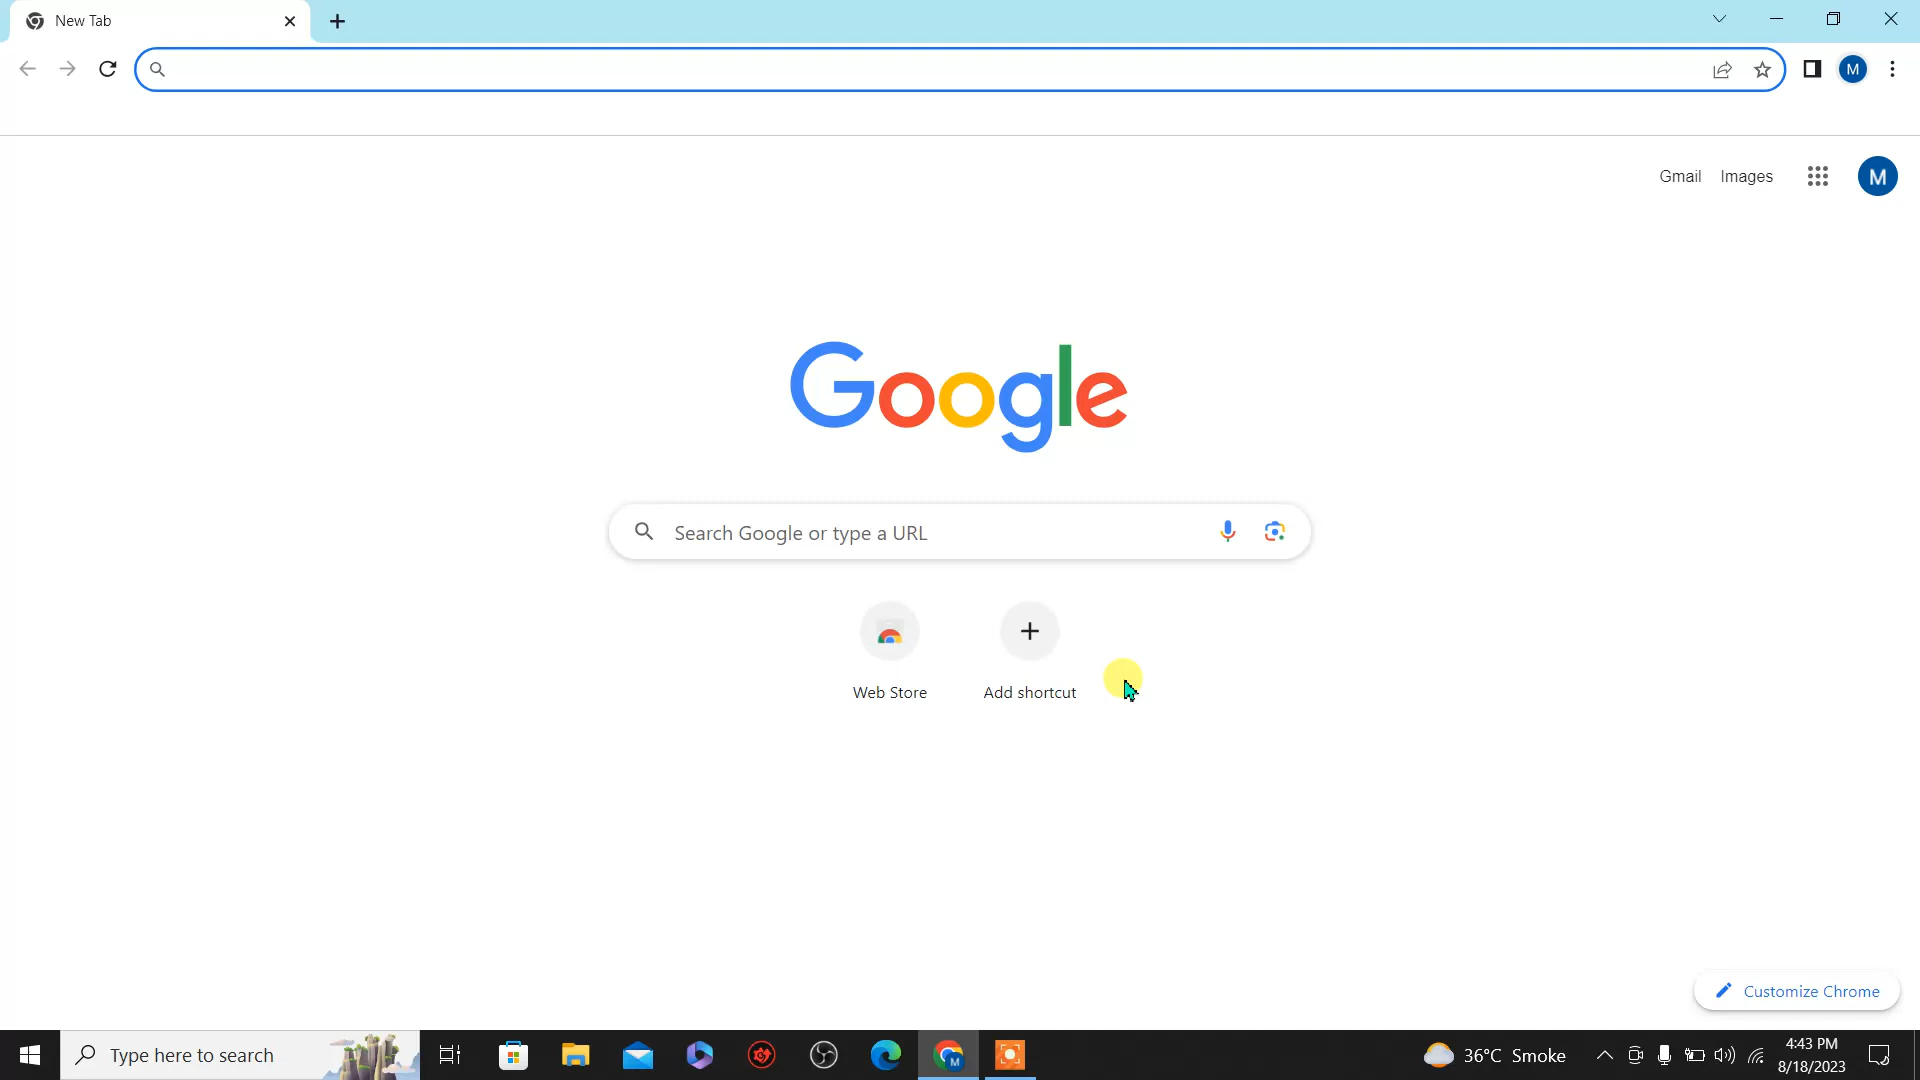 New Tab
M
Gmail Images M
Google
Search Google or type a URL
Web Store Add shortcut
Customize Chrome
Type here to search
M
36°C Smoke
4:43 PM
8/18/2023